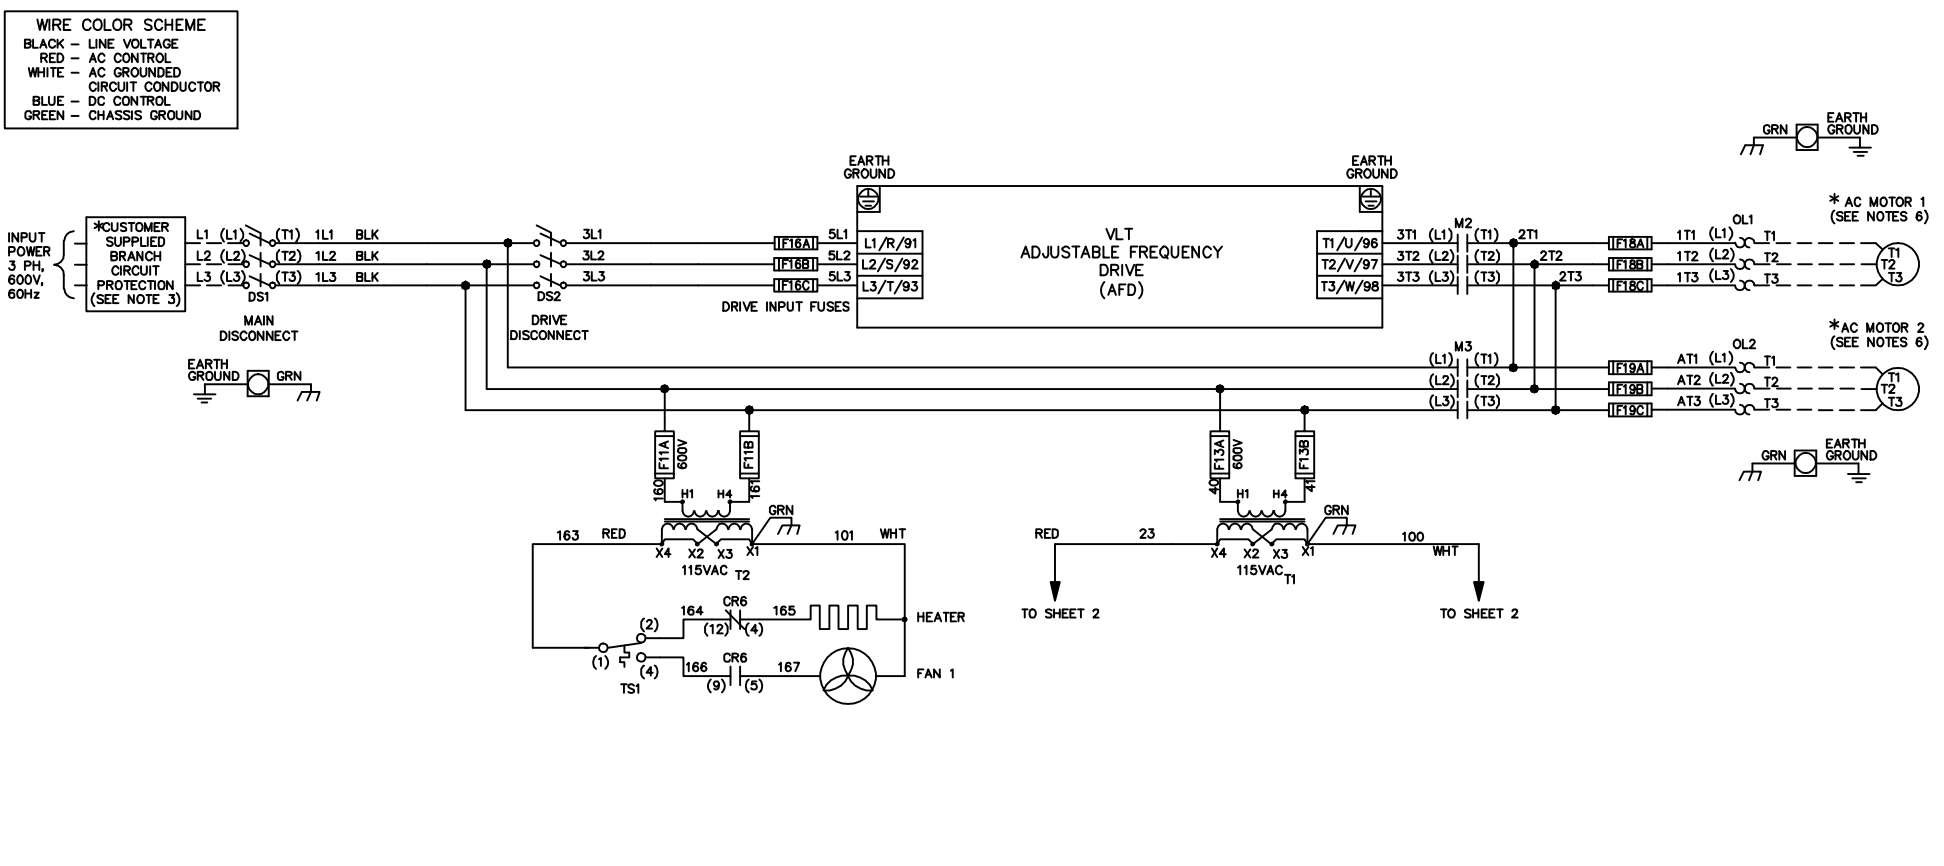 WIRE COLOR SCHEME
BLACK - LINE VOLTAGE
RED - AC CONTROL
WHITE - AC GROUNDED
CIRCUIT CONDUCTOR
BLUE - DC CONTROL
GREEN - CHASSIS GROUND
GRN
EARTH
GROUND
EARTH
GROUND
EARTH
GROUND
INPUT
POWER
3 PH,
600V,
60Hz
*CUSTOMER
SUPPLIED
BRANCH
CIRCUIT
PROTECTION
(SEE NOTE 3)
L1 (L1) (T1) 1L1 BLK
L2 (L2) (T2) 1L2 BLK
L3 (L3) (T3) 1L3 BLK
DS1
MAIN
DISCONNECT
3L1
3L2
3L3
DS2
DRIVE
DISCONNECT
F16A 5L1 L1/R/91
F16B 5L2 L2/S/92
F16C 5L3 L3/T/93
DRIVE INPUT FUSES
VLT
ADJUSTABLE FREQUENCY
DRIVE
(AFD)
T1/U/96
T2/V/97
T3/W/98
M2
3T1 (L1) (T1) 2T1
3T2 (L2) (T2) 2T2
3T3 (L3) (T3) 2T3
OL1
F18A 1T1 (L1) T1
F18B 1T2 (L2) T2
F18C 1T3 (L3) T3
* AC MOTOR 1
(SEE NOTES 6)
T1
T2
T3
EARTH
GROUND
GRN
M3
(L1) (T1)
(L2) (T2)
(L3) (T3)
OL2
F19A AT1 (L1) T1
F19B AT2 (L2) T2
F19C AT3 (L3) T3
* AC MOTOR 2
(SEE NOTES 6)
T1
T2
T3
GRN
EARTH
GROUND
F11A
600V
F11B
160
161
H1 H4
GRN
163 RED
X4 X2 X3 X1
101 WHT
115VAC T2
F13A
600V
F13B
40
41
H1 H4
GRN
RED 23
X4 X2 X3 X1
100
WHT
115VAC T1
TO SHEET 2
TO SHEET 2
CR6
164 165
(12) (4)
HEATER
(2)
(1)
(4)
TS1
CR6
166 167
(9) (5)
FAN 1